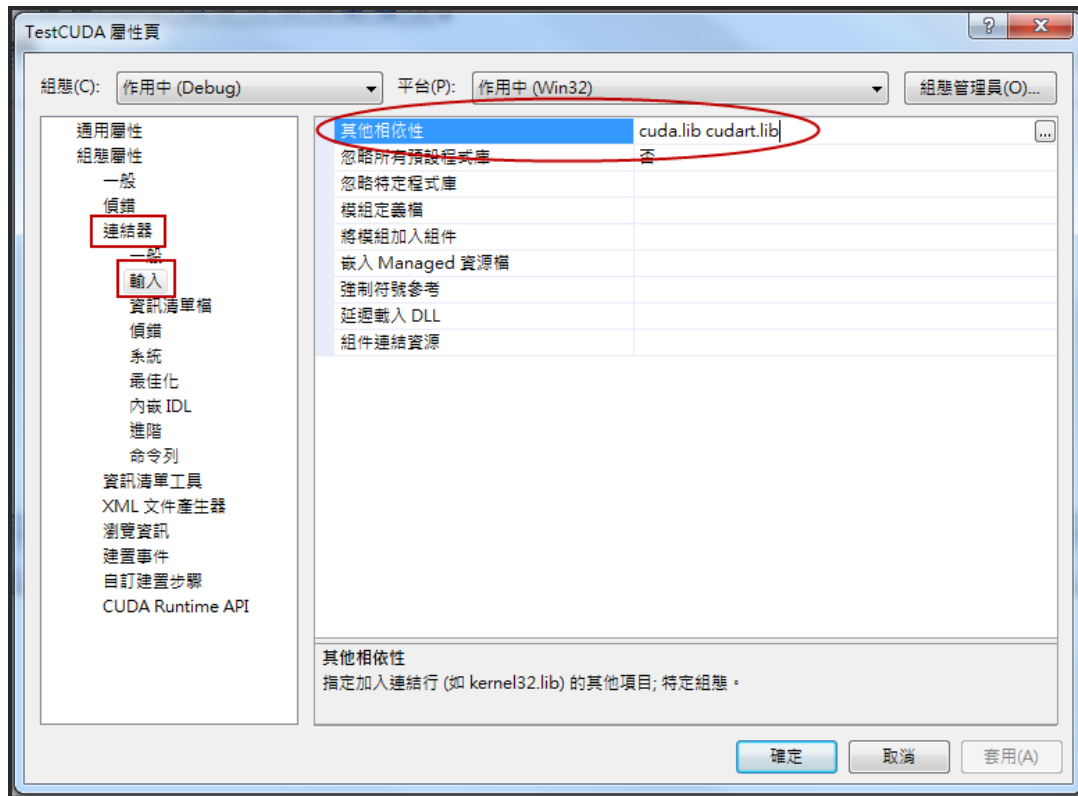 TestCUDA 屬性頁
組態(C): 作用中 (Debug) 平台(P): 作用中 (Win32) 組態管理員(O)...
通用屬性
組態屬性
一般
偵錯
連結器
一般
輸入
資訊清單檔
偵錯
系統
最佳化
內嵌 IDL
進階
命令列
資訊清單工具
XML 文件產生器
瀏覽資訊
建置事件
自訂建置步驟
CUDA Runtime API
其他相依性 cuda.lib cudart.lib ...
忽略所有預設程式庫 否
忽略特定程式庫
模組定義檔
將模組加入組件
嵌入 Managed 資源檔
強制符號參考
延遲載入 DLL
組件連結資源
其他相依性
指定加入連結行 (如 kernel32.lib) 的其他項目; 特定組態。
確定 取消 套用(A)